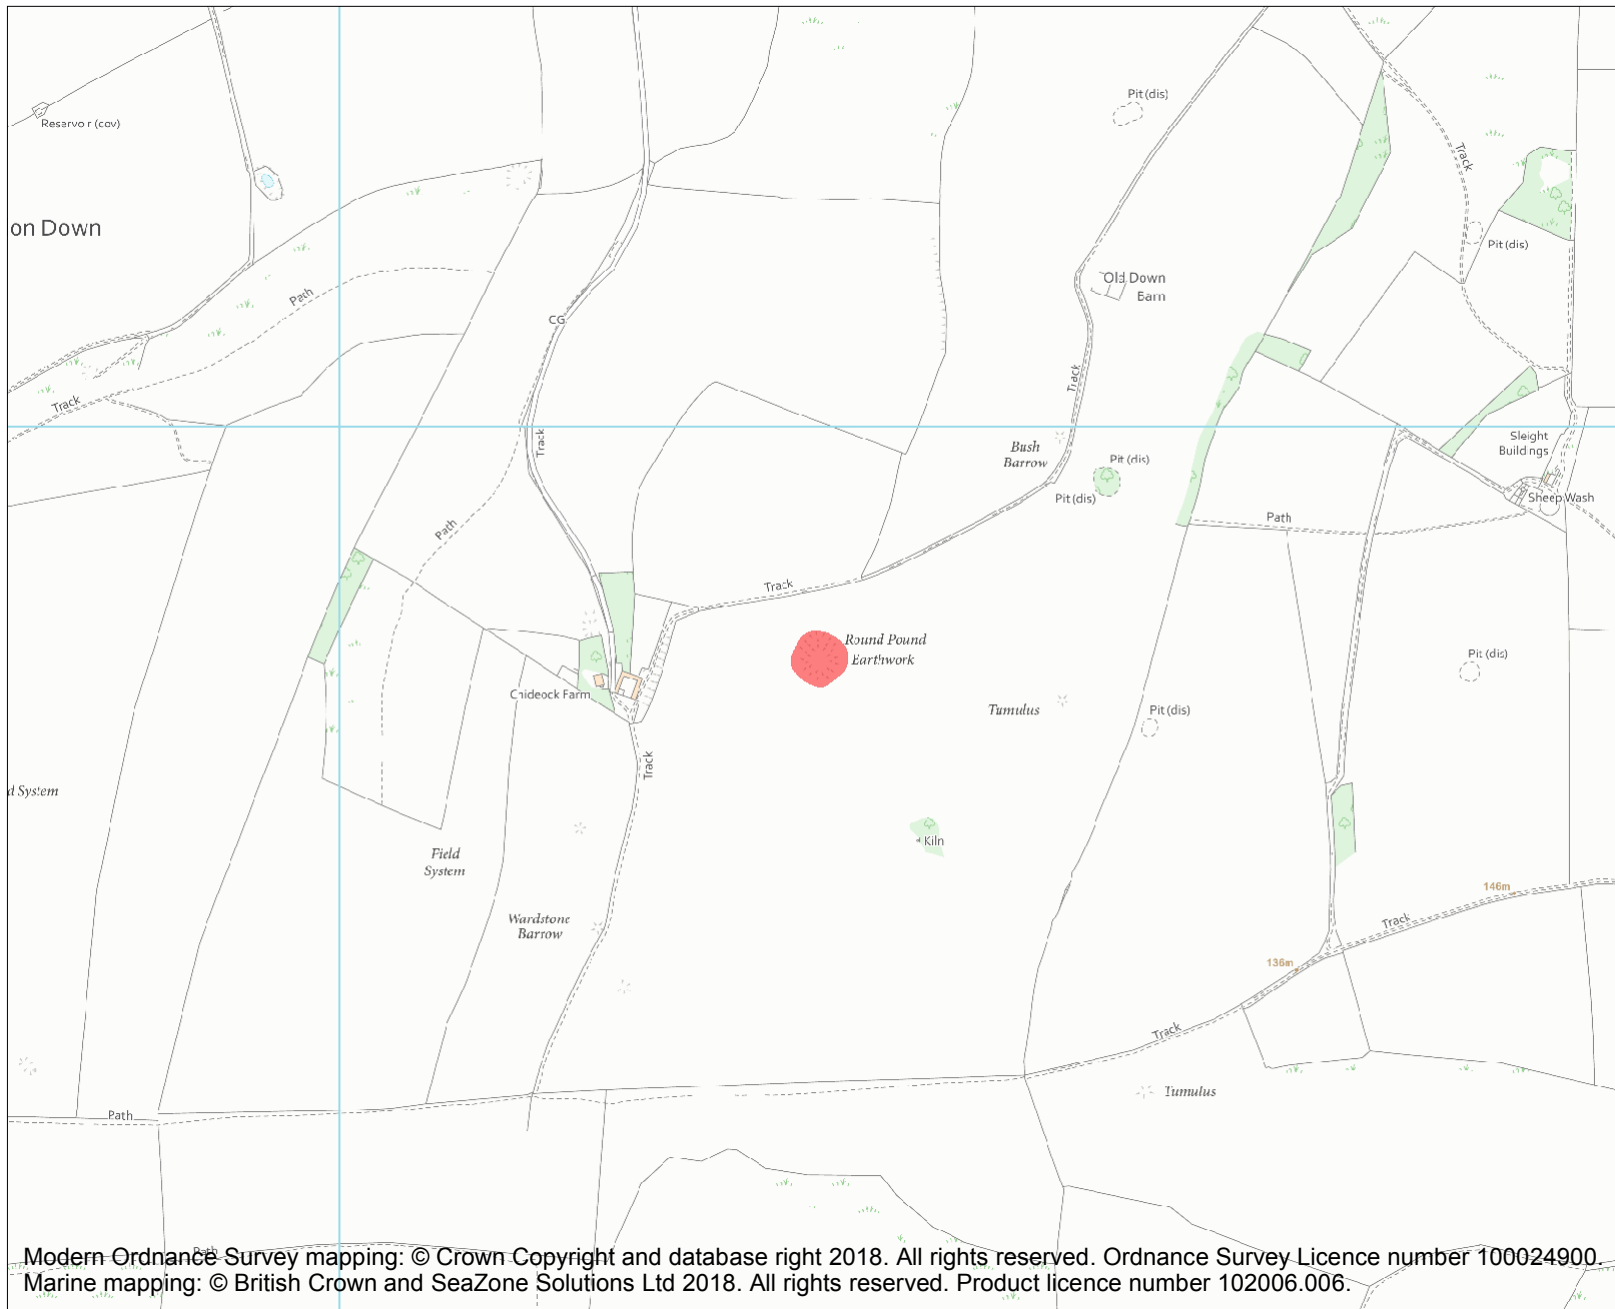 Pit (dis)
Reservoir (cov)
Track
on Down
Pit (dis)
Old Down
Barn
Path
CG
Track
Track
Track
Bush
Barrow
Sleight
Buildings
Pit (dis)
Pit (dis)
Sheep Wash
Path
Path
Track
Round Pound
Earthwork
Pit (dis)
Chideock Farm
Tumulus
Pit (dis)
Track
d System
Kiln
Field
System
146m
Wardstone
Barrow
Track
136m
Track
Tumulus
Path
Path
Modern Ordnance Survey mapping: © Crown Copyright and database right 2018. All rights reserved. Ordnance Survey Licence number 100024900.
Marine mapping: © British Crown and SeaZone Solutions Ltd 2018. All rights reserved. Product licence number 102006.006.